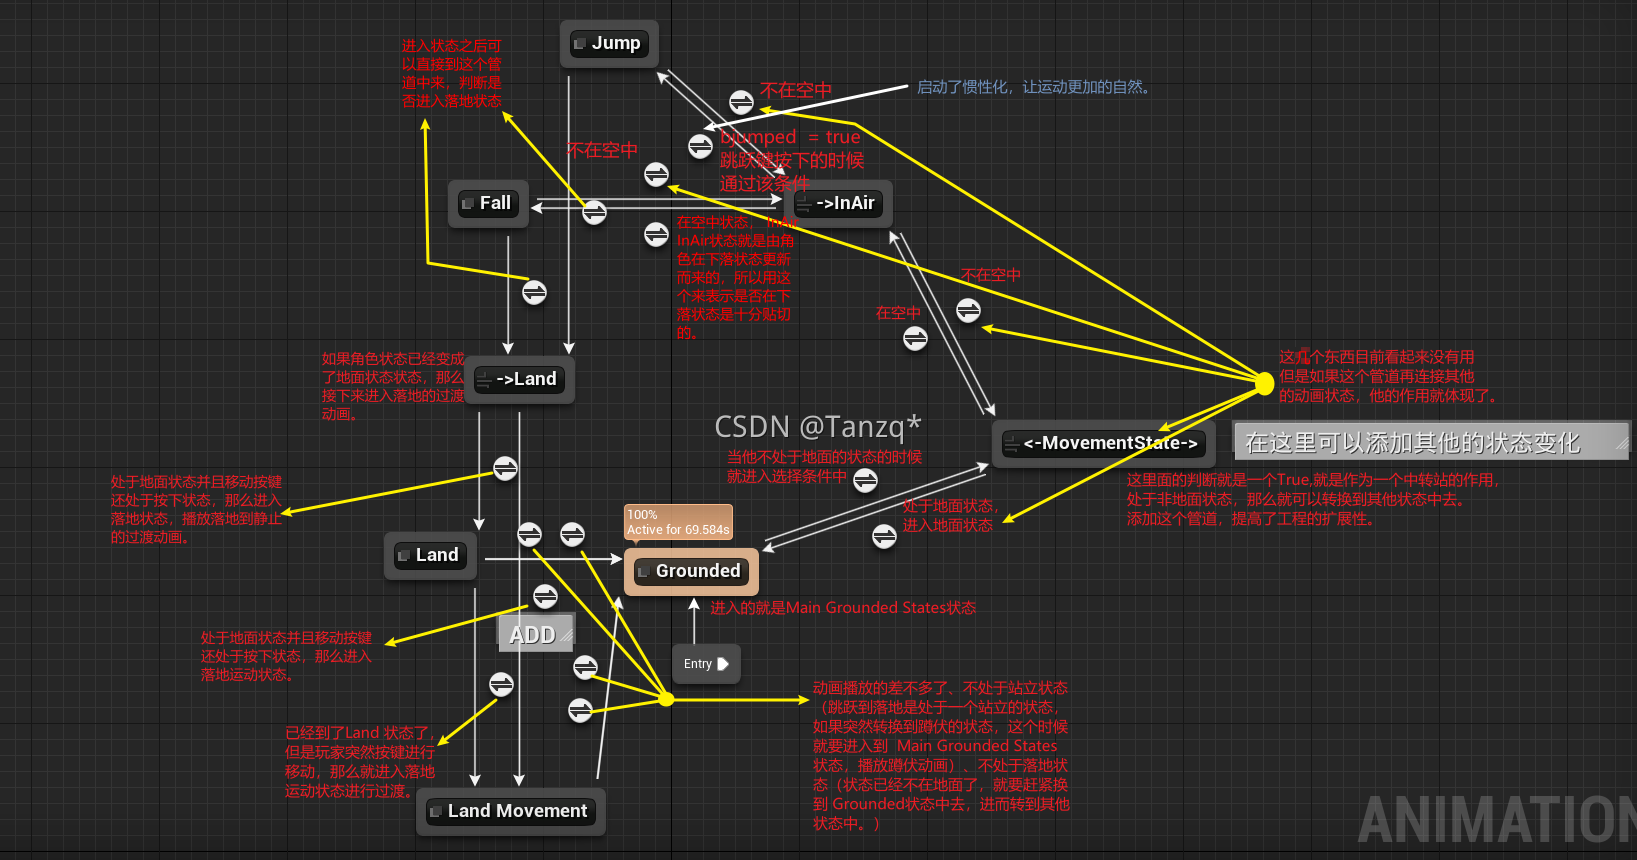 Jump
进入状态之后可
以直接到这个管
道中来,判断是
否进入落地状态
不在空中
启动了惯性化,让运动更加的自然。
bJumped = true
跳跃键按下的时候
通过该条件
不在空中
Fall
->InAir
在空中状态, InAir
InAir状态就是由角
色在下落状态更新
而来的,所以用这
个来表示是否在下
落状态是十分贴切
的。
不在空中
在空中
如果角色状态已经变成
了地面状态状态,那么
接下来进入落地的过渡
动画。
->Land
这几个东西目前看起来没有用
但是如果这个管道再连接其他
的动画状态,他的作用就体现了。
CSDN @Tanzq*
<-MovementState->
在这里可以添加其他的状态变化
当他不处于地面的状态的时候
就进入选择条件中
这里面的判断就是一个True,就是作为一个中转站的作用,
处于非地面状态,那么就可以转换到其他状态中去。
添加这个管道,提高了工程的扩展性。
处于地面状态并且移动按键
还处于按下状态,那么进入
落地状态,播放落地到静止
的过渡动画。
处于地面状态,
进入地面状态
100%
Active for 69.584s
Land
Grounded
进入的就是Main Grounded States状态
ADD
处于地面状态并且移动按键
还处于按下状态,那么进入
落地运动状态。
Entry
动画播放的差不多了、不处于站立状态
(跳跃到落地是处于一个站立的状态,
如果突然转换到蹲伏的状态,这个时候
就要进入到 Main Grounded States
状态,播放蹲伏动画)、不处于落地状
态(状态已经不在地面了,就要赶紧换
到 Grounded状态中去,进而转到其他
状态中。)
已经到了Land 状态了,
但是玩家突然按键进行
移动,那么就进入落地
运动状态进行过渡。
Land Movement
ANIMATION